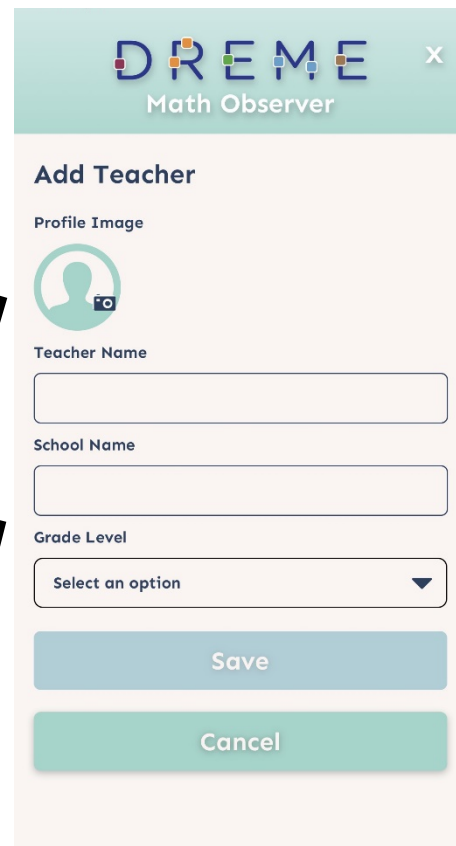 DREME
X
Math Observer
Add Teacher
Profile Image
Teacher Name
School Name
Grade Level
Select an option
Save
Cancel